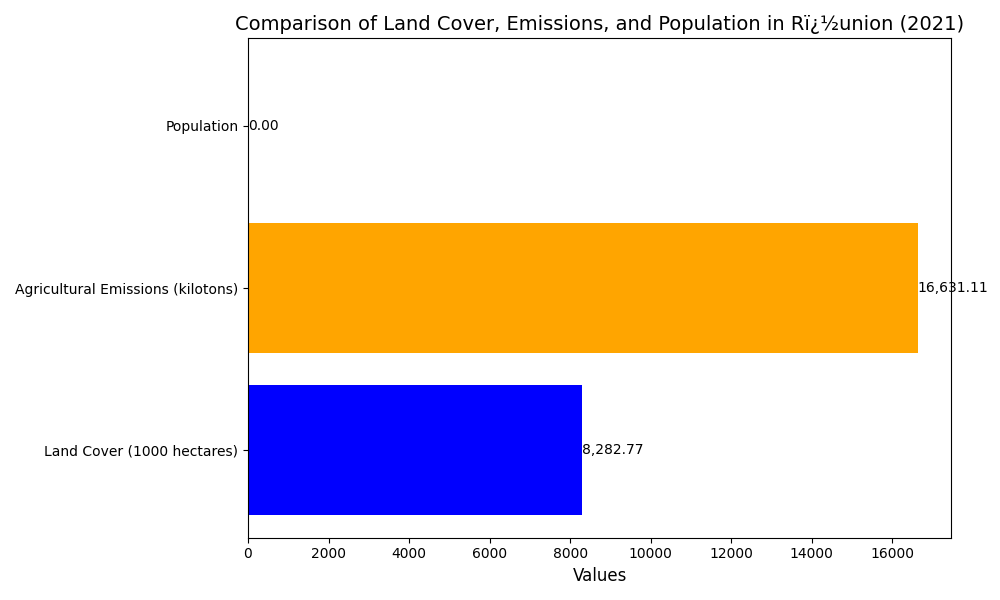 Comparison of Land Cover, Emissions, and Population in Rï¿½union (2021)
Population
0.00
Agricultural Emissions (kilotons)
16,631.11
Land Cover (1000 hectares)
8,282.77
0 2000 4000 6000 8000 10000 12000 14000 16000
Values